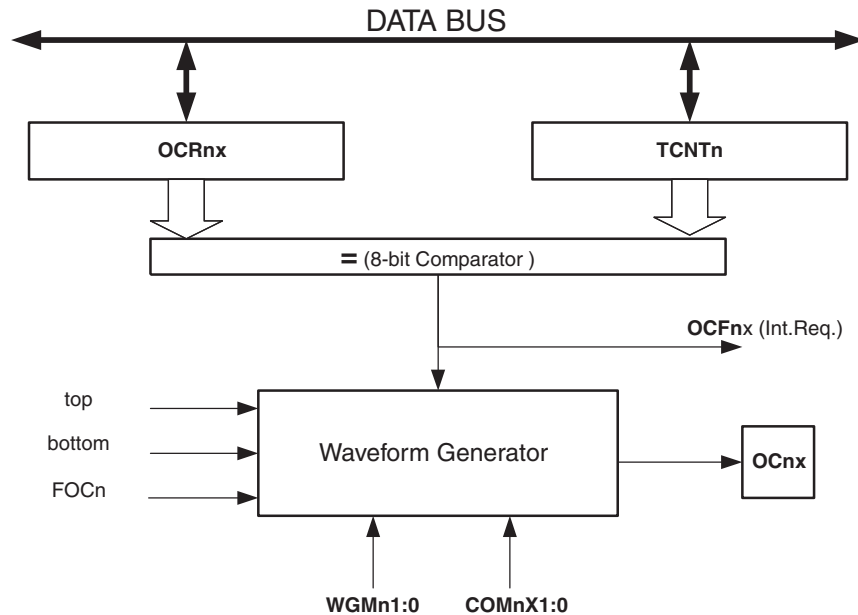 DATA BUS
OCRnx
TCNTn
= (8-bit Comparator )
OCFnx (Int.Req.)
top
bottom
FOCn
Waveform Generator
OCnx
WGMn1:0
COMnX1:0